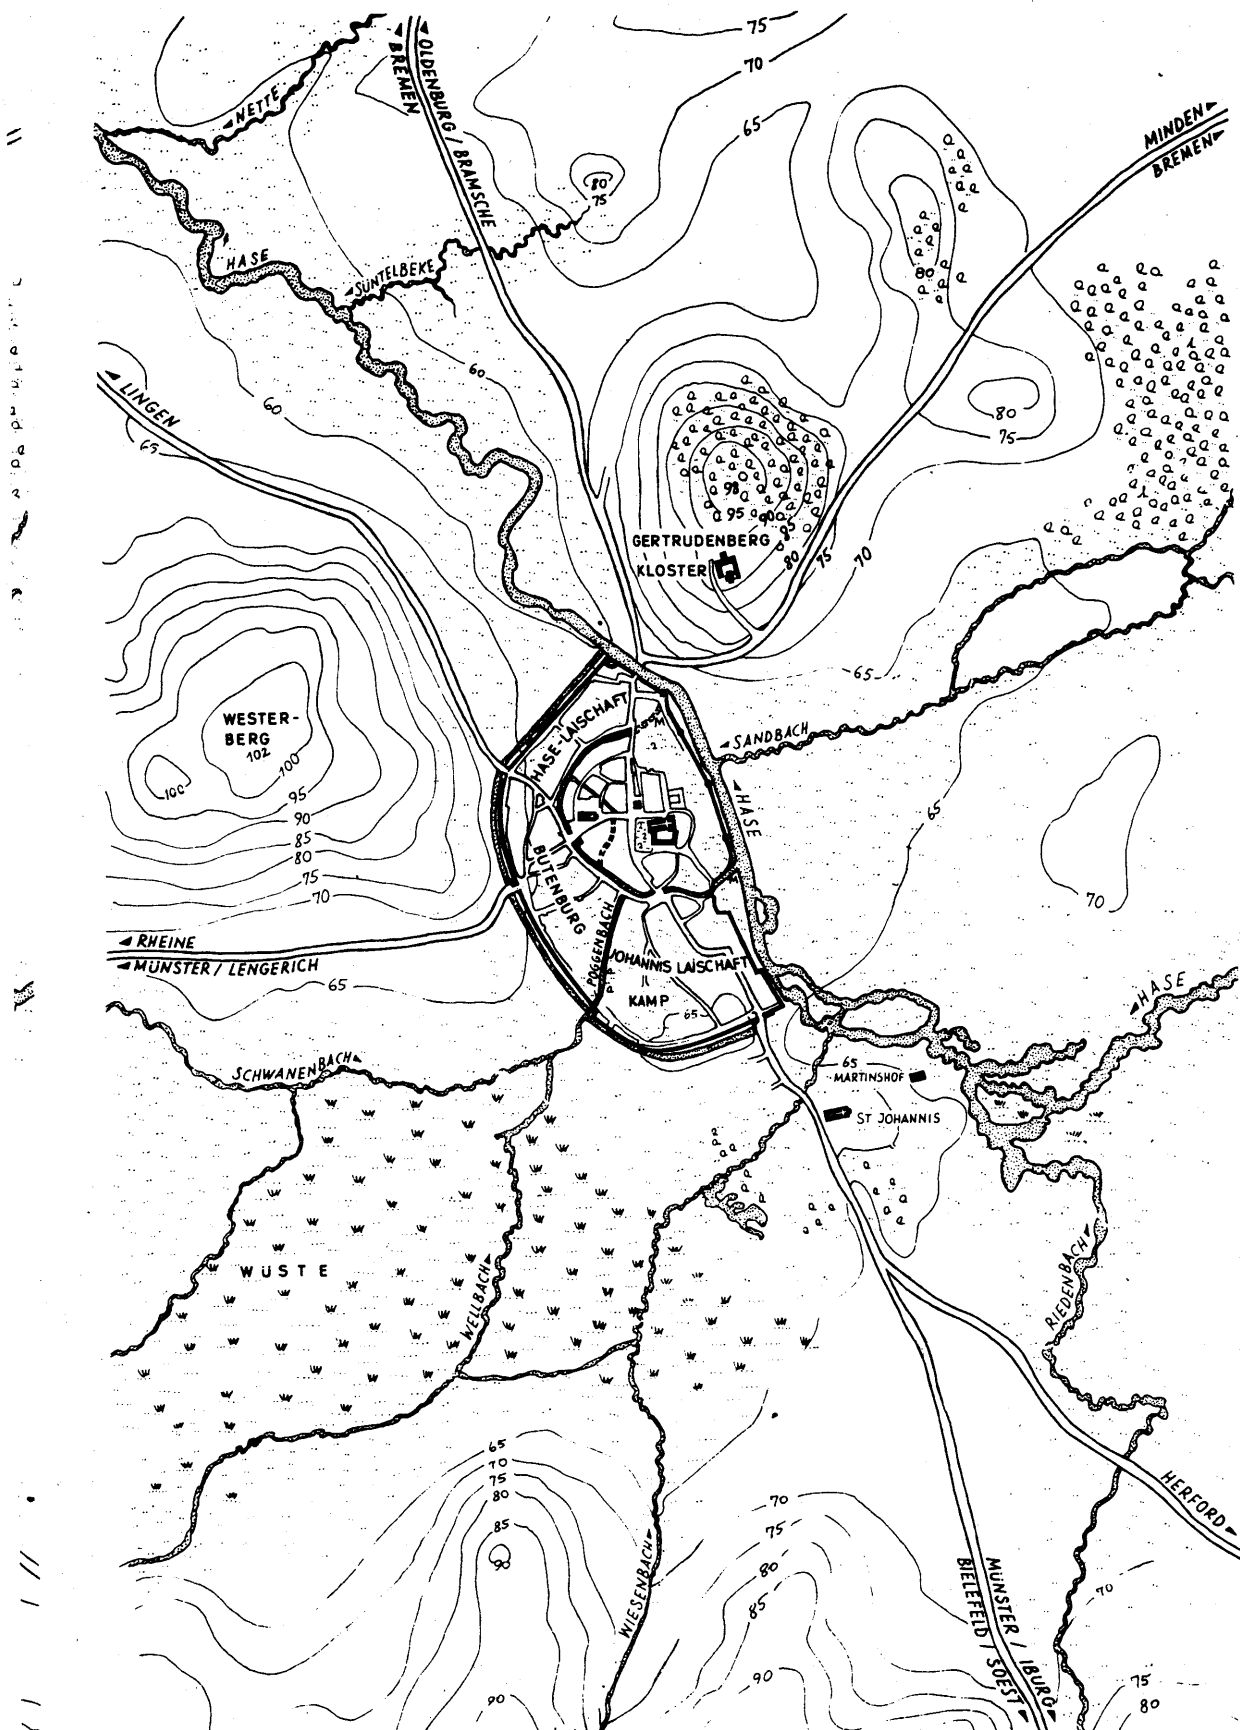 75
70
65
OLDENBURG / BRAMSCHE
BREMEN
NETTE
MINDEN
BREMEN
80
75
80
HASE
SÜNTELBEKE
60
60
LINGEN
65
80
75
98
95
90
85
80
75
70
GERTRUDENBERG
KLOSTER
65
WESTER-
BERG
102
100
100
95
90
85
80
75
70
HASE-LAISCHAFT
M
2
SANDBACH
HASE
65
70
BUTENBURG
RHEINE
MÜNSTER / LENGERICH
65
POGGENBACH
P P
JOHANNIS LAISCHAFT
KAMP
65
HASE
SCHWANENBACH
65
MARTINSHOF
ST JOHANNIS
WÜSTE
WELLBACH
RIEDENBACH
65
70
75
80
85
90
90
WIESENBACH
70
75
80
85
90
HERFORD
MÜNSTER / IBURG
BIELEFELD / SOEST
70
75
80